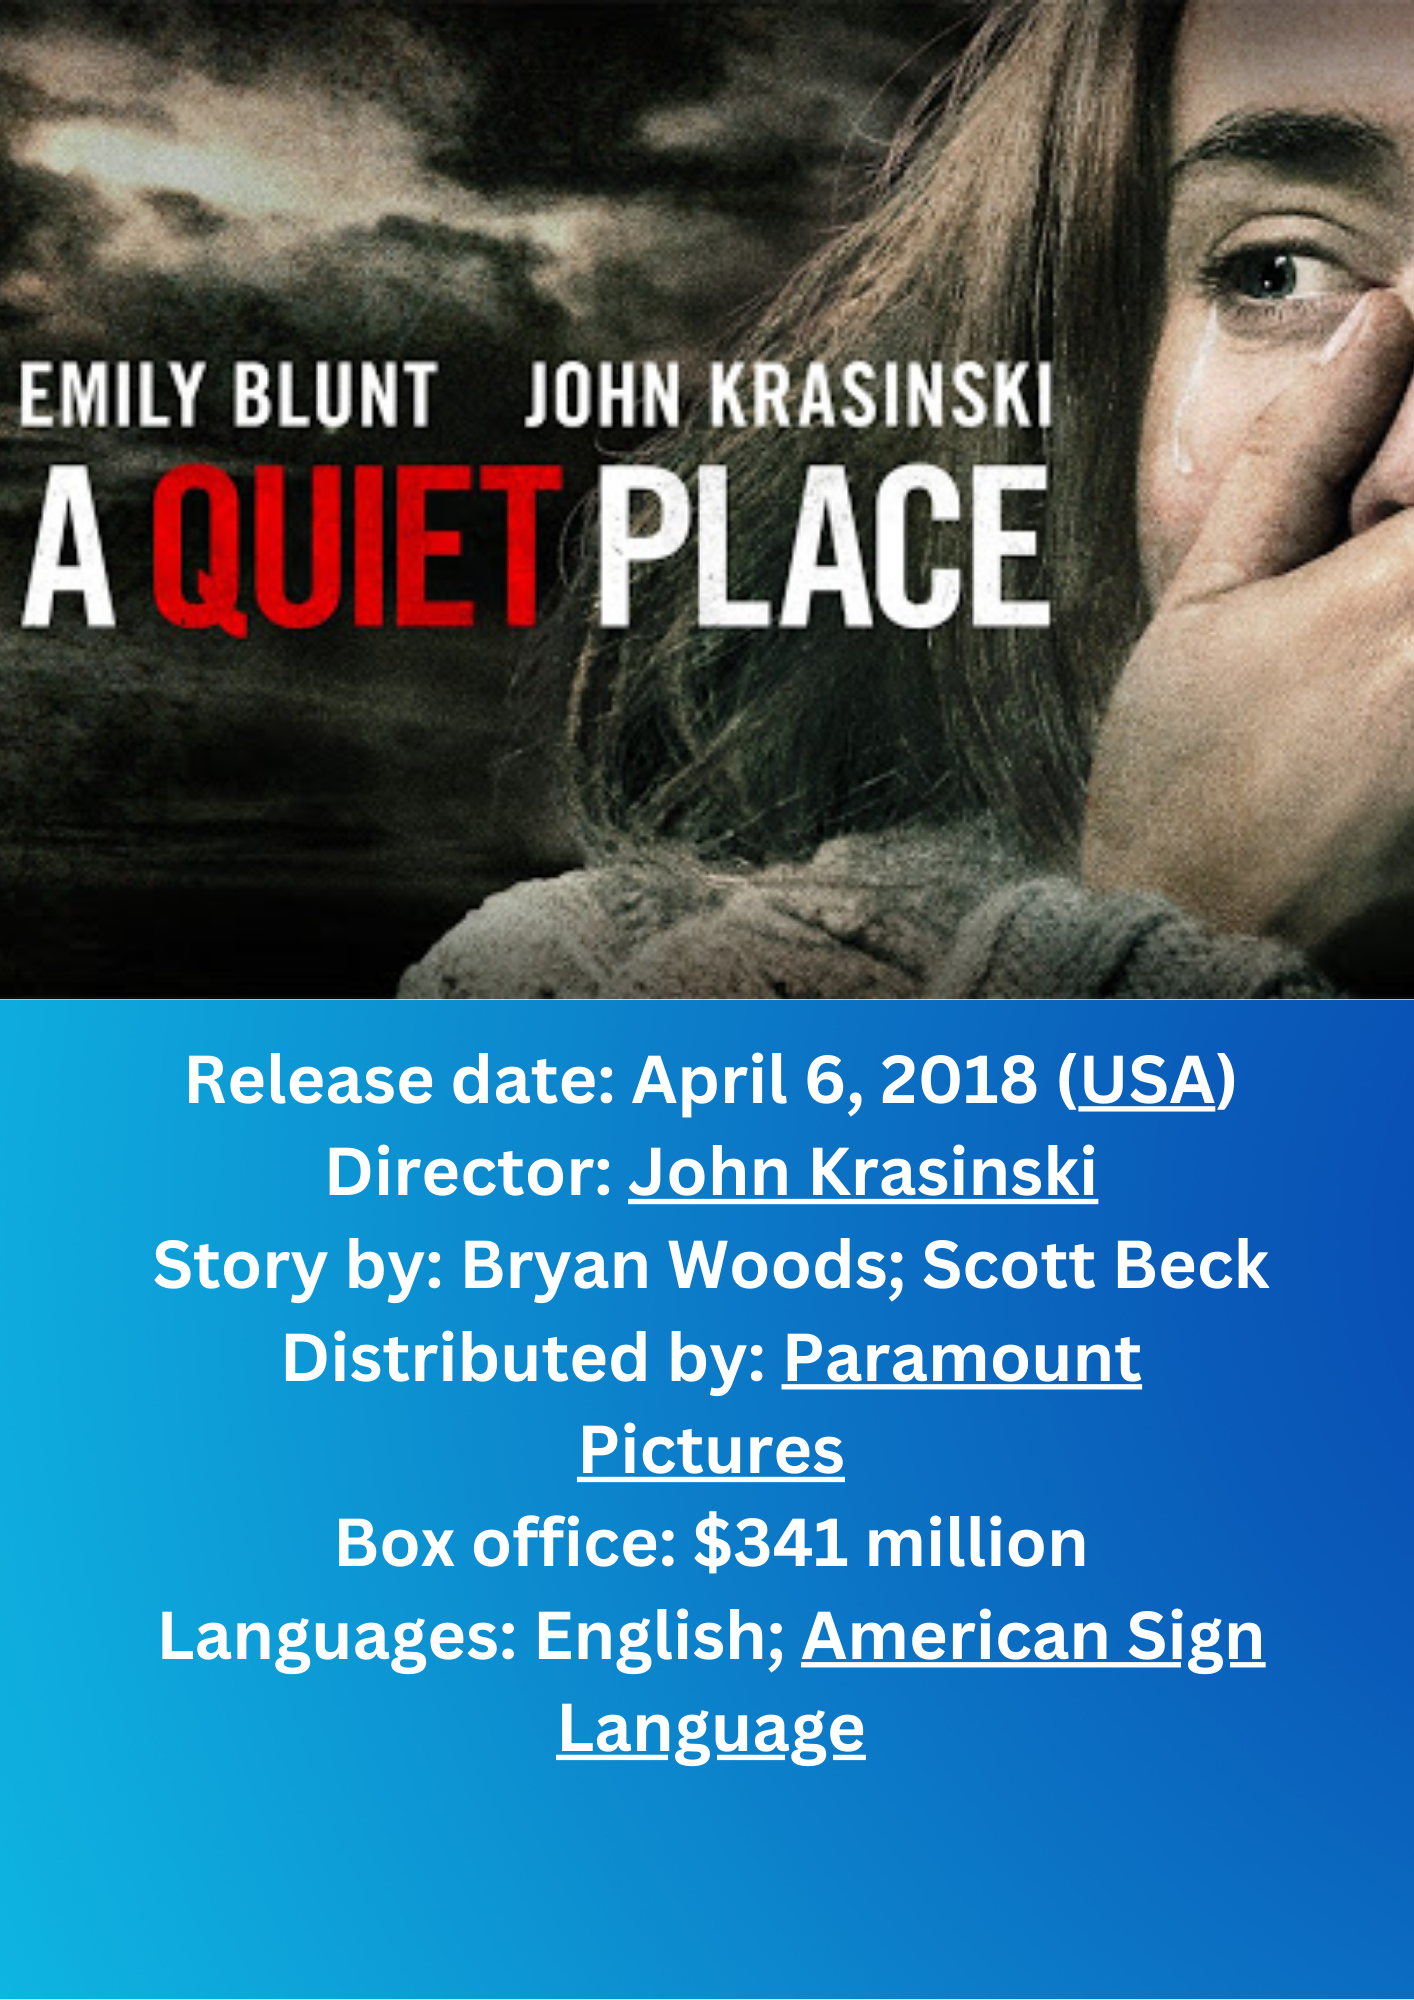 EMILY BLUNT JOHN KRASINSKI
A QUIET PLACE
Release date: April 6, 2018 (USA)
Director: John Krasinski
Story by: Bryan Woods; Scott Beck
Distributed by: Paramount
Pictures
Box office: $341 million
Languages: English; American Sign
Language